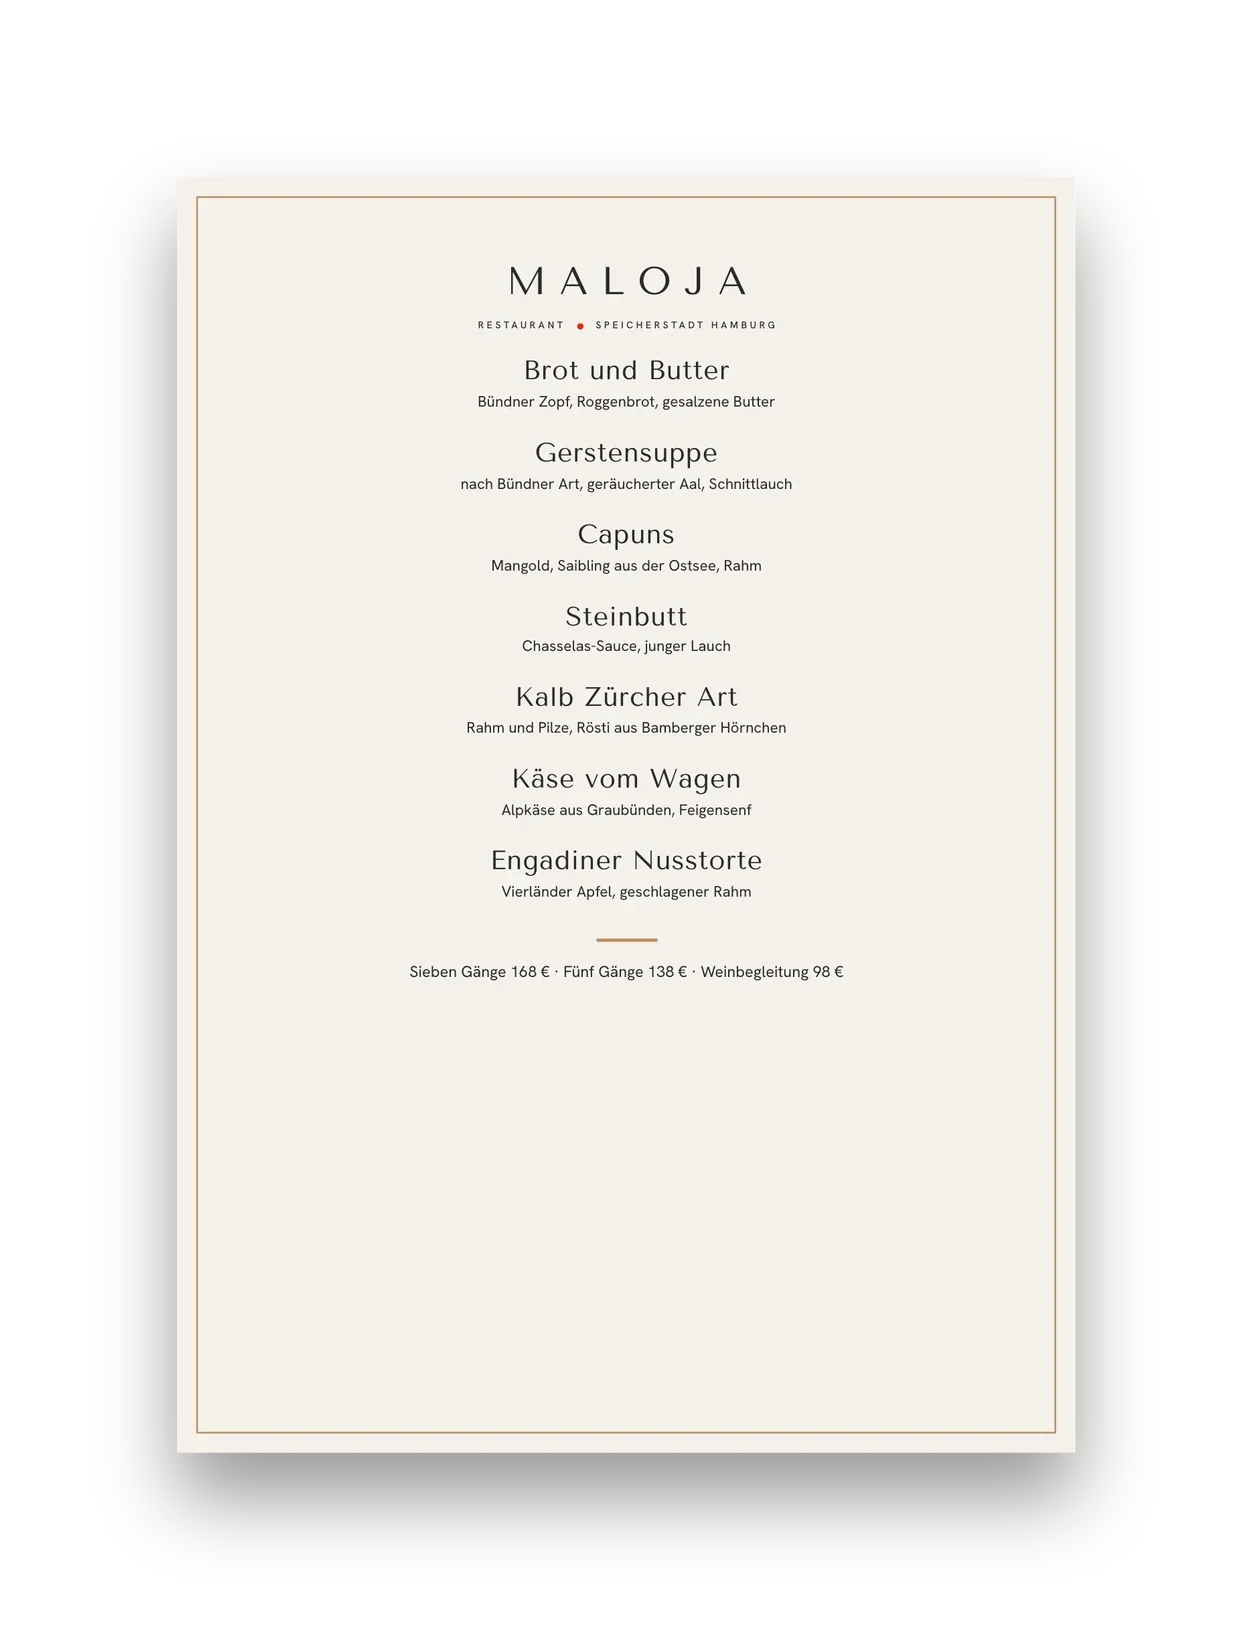 MALOJA
RESTAURANT ● SPEICHERSTADT HAMBURG
Brot und Butter
Bündner Zopf, Roggenbrot, gesalzene Butter
Gerstensuppe
nach Bündner Art, geräucherter Aal, Schnittlauch
Capuns
Mangold, Saibling aus der Ostsee, Rahm
Steinbutt
Chasselas-Sauce, junger Lauch
Kalb Zürcher Art
Rahm und Pilze, Rösti aus Bamberger Hörnchen
Käse vom Wagen
Alpkäse aus Graubünden, Feigensenf
Engadiner Nusstorte
Vierländer Apfel, geschlagener Rahm
Sieben Gänge 168 € · Fünf Gänge 138 € · Weinbegleitung 98 €